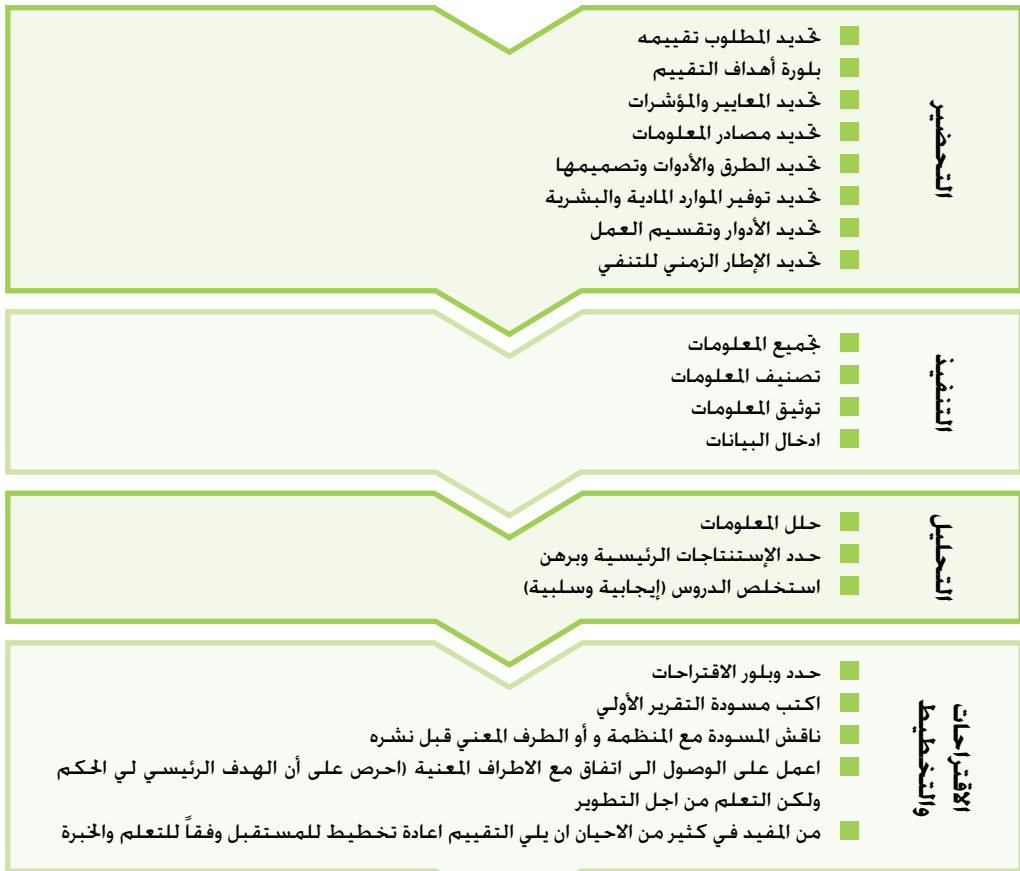 التحضير
تحديد المطلوب تقييمه
بلورة أهداف التقييم
تحديد المعايير والمؤشرات
تحديد مصادر المعلومات
تحديد الطرق والأدوات وتصميمها
تحديد توفير الموارد المادية والبشرية
تحديد الأدوار وتقسيم العمل
تحديد الإطار الزمني للتنفي
التنفيذ
تجميع المعلومات
تصنيف المعلومات
توثيق المعلومات
ادخال البيانات
التحليل
حلل المعلومات
حدد الإستنتاجات الرئيسية وبرهن
استخلص الدروس (إيجابية وسلبية)
الاقتراحات
والتخطيط
حدد وبلور الاقتراحات
اكتب مسودة التقرير الأولي
ناقش المسودة مع المنظمة و أو الطرف المعني قبل نشره
اعمل على الوصول الى اتفاق مع الاطراف المعنية (احرص على أن الهدف الرئيسي لي الحكم
ولكن التعلم من اجل التطوير
من المفيد في كثير من الاحيان ان يلي التقييم اعادة تخطيط للمستقبل وفقاً للتعلم والخبرة